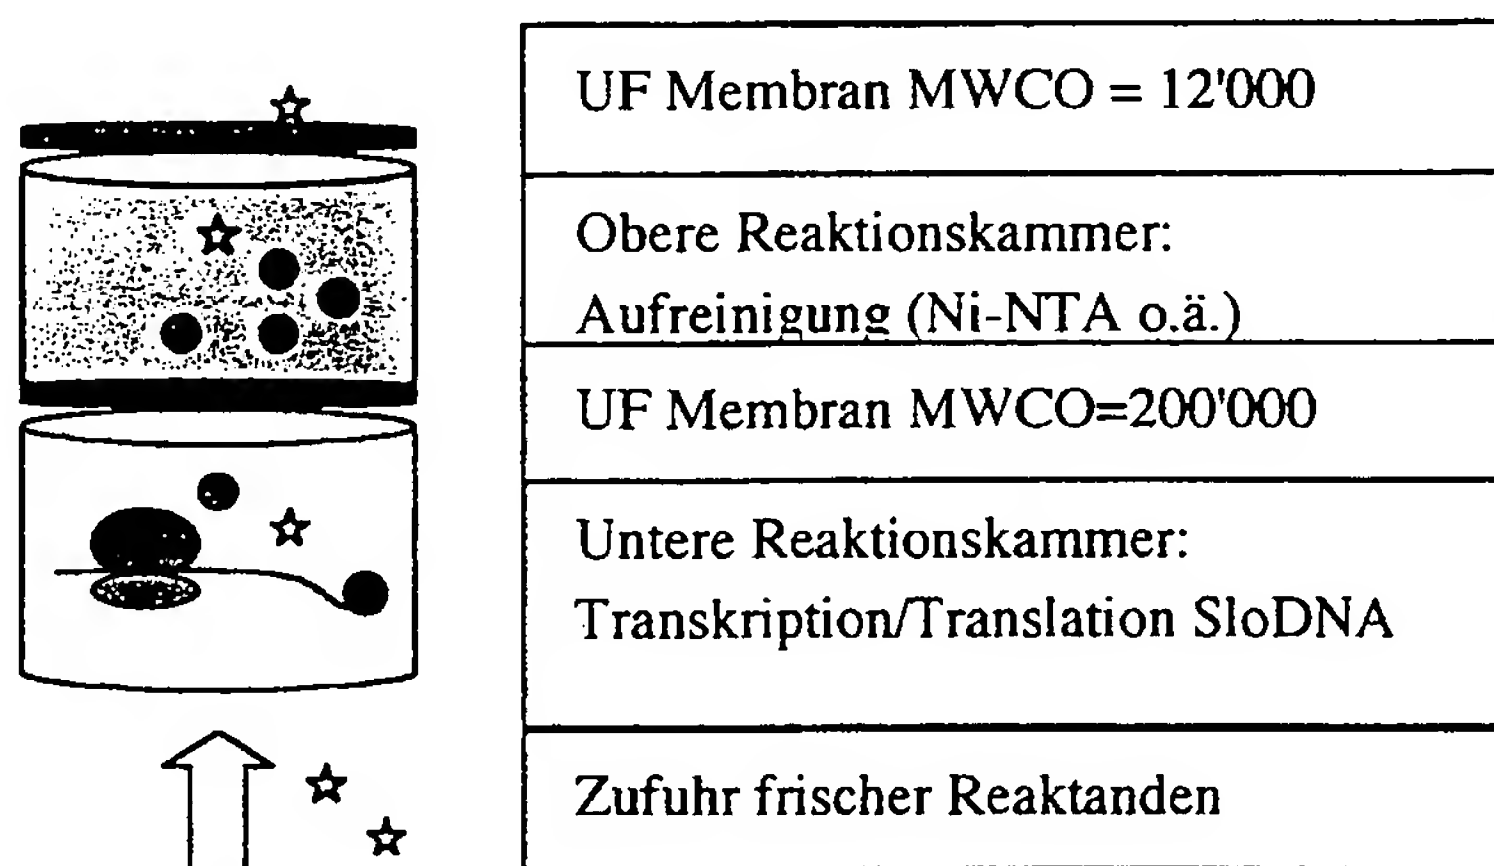 UF Membran MWCO = 12'000
Obere Reaktionskammer:
Aufreinigung (Ni-NTA o.ä.)
UF Membran MWCO=200'000
Untere Reaktionskammer:
Transkription/Translation SloDNA
Zufuhr frischer Reaktanden